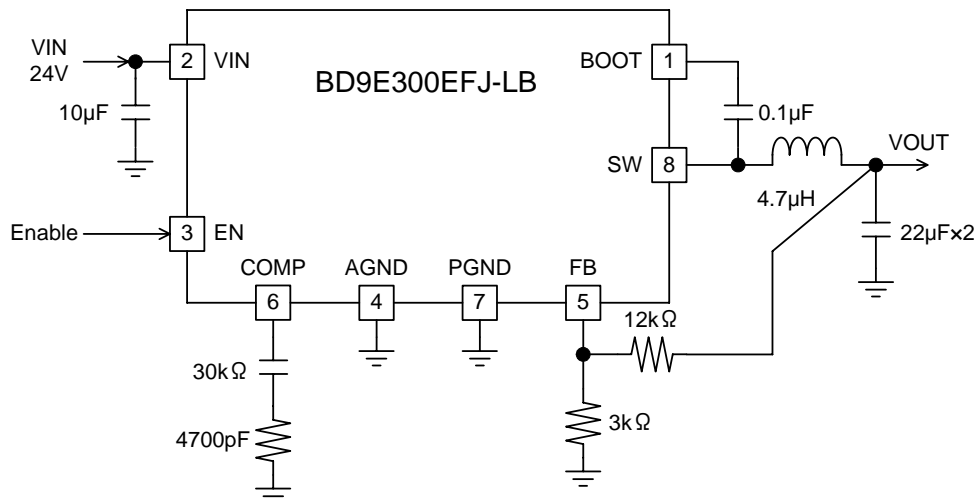 VIN
24V
10µF
2
VIN
BD9E300EFJ-LB
BOOT
1
0.1µF
SW
8
VOUT
4.7µH
22µF×2
Enable
3
EN
COMP
AGND
PGND
FB
6
4
7
5
12kΩ
30kΩ
4700pF
3kΩ